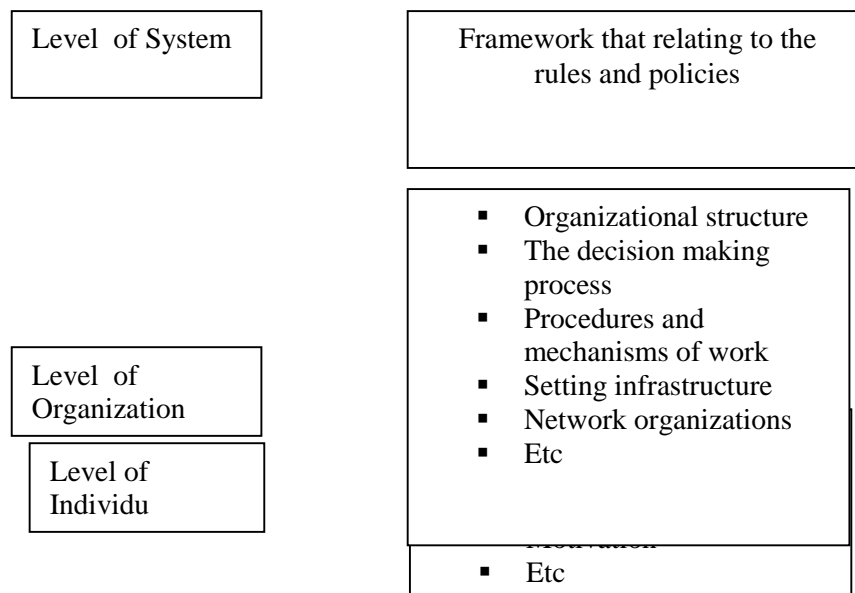 Level of System
Framework that relating to the
rules and policies
▪ Organizational structure
▪ The decision making
process
▪ Procedures and
mechanisms of work
▪ Setting infrastructure
▪ Network organizations
▪ Etc
Level of
Organization
Level of
Individu
▪ Etc